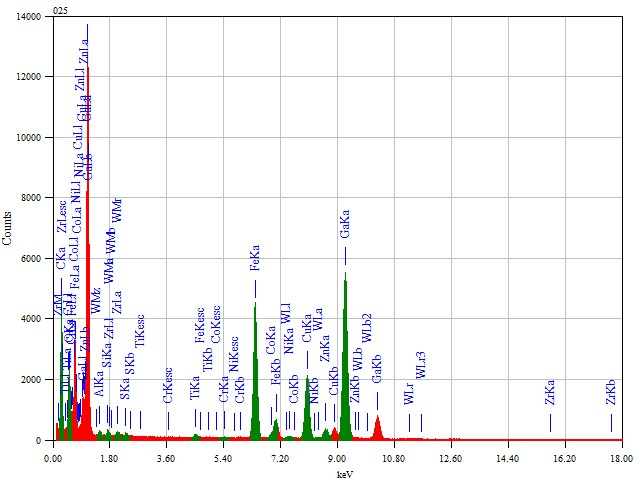 14000
025
12000
10000
8000
6000
4000
2000
0
Counts
ZrM
CKa
ZrLesc
FeLl
FeLa
CoLl
CoLa
NiLl
NiLa
CuLl
CuLa
ZnLl
ZnLa
GaLl
GaLa
GaLb
ZnLb
WMz
AlKa
SiKa
ZrLl
WMa
WMb
WMr
ZrLa
SKa
SKb
TiKesc
CrKesc
TiKa
FeKesc
TiKb
CoKesc
CrKa
NiKesc
CrKb
FeKa
CoKa
FeKb
WLl
NiKa
CoKb
CuKa
NiKb
WLa
ZnKa
CuKb
GaKa
ZnKb
WLb
WLb2
GaKb
WLr
WLr3
ZrKa
ZrKb
0.00 1.80 3.60 5.40 7.20 9.00 10.80 12.60 14.40 16.20 18.00
keV